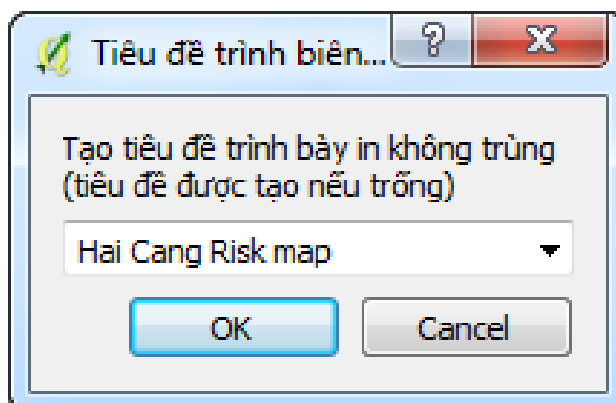 Tiêu đề trình biên...
Tạo tiêu đề trình bày in không trùng
(tiêu đề được tạo nếu trống)
Hai Cang Risk map
OK
Cancel